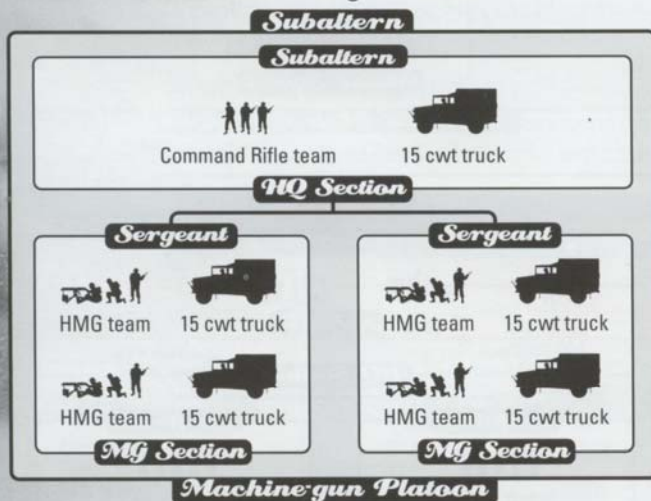 Subaltern
Subaltern
Command Rifle team 15 cwt truck
HQ Section
Sergeant Sergeant
HMG team 15 cwt truck HMG team 15 cwt truck
HMG team 15 cwt truck HMG team 15 cwt truck
MG Section MG Section
Machine-gun Platoon